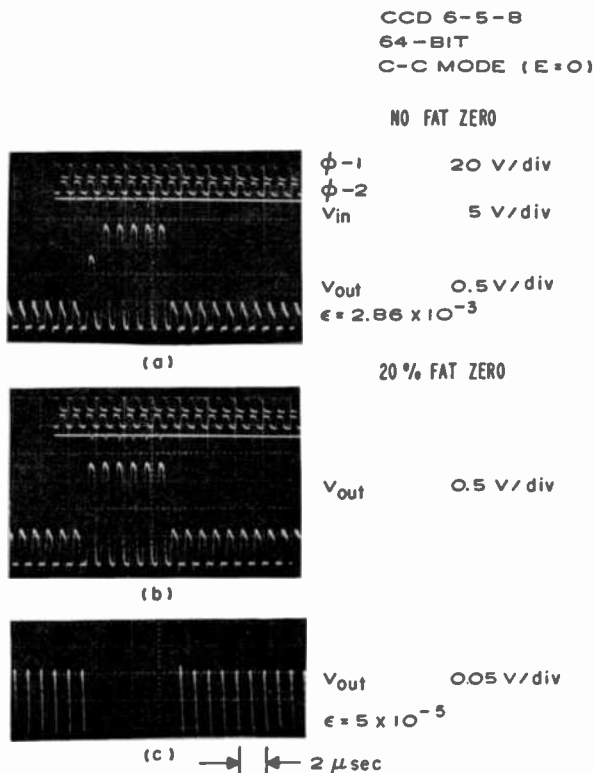 CCD 6-5-8
64-BIT
C-C MODE (E=0)
NO FAT ZERO
ϕ-1 20 V/div
ϕ-2
Vin 5 V/div
Vout 0.5 V/div
ϵ = 2.86 x 10⁻³
(a)
20% FAT ZERO
Vout 0.5 V/div
(b)
Vout 0.05 V/div
ϵ = 5 x 10⁻⁵
(c)
2 μsec